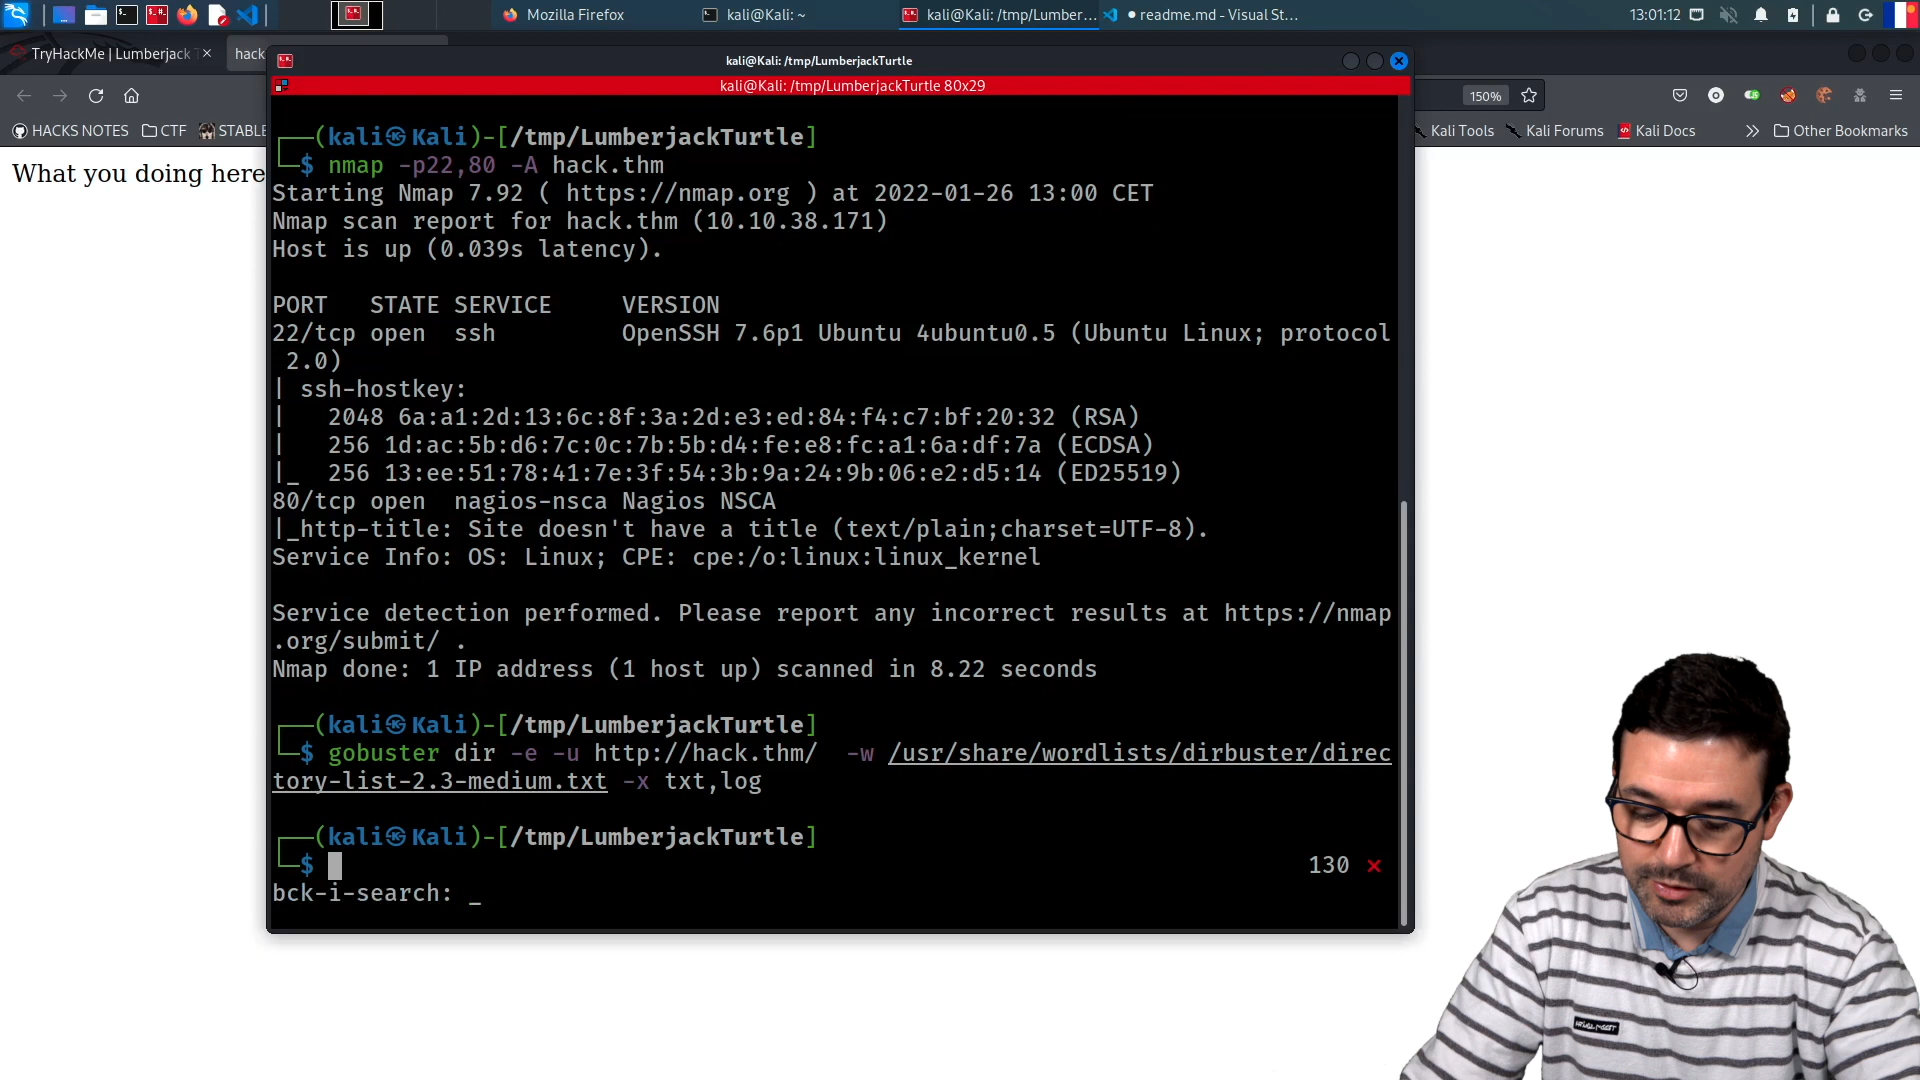 Mozilla Firefox
kali@Kali: ~
kali@Kali: /tmp/Lumber...
readme.md - Visual St...
13:01:12
TryHackMe | Lumberjack T
hack
kali@Kali: /tmp/LumberjackTurtle
kali@Kali: /tmp/LumberjackTurtle 80x29
150%
HACKS NOTES
CTF
STABLE
Kali Tools
Kali Forums
Kali Docs
Other Bookmarks
What you doing here
┌──(kali㉿Kali)-[/tmp/LumberjackTurtle]
└─$ nmap -p22,80 -A hack.thm
Starting Nmap 7.92 ( https://nmap.org ) at 2022-01-26 13:00 CET
Nmap scan report for hack.thm (10.10.38.171)
Host is up (0.039s latency).
PORT   STATE SERVICE     VERSION
22/tcp open  ssh         OpenSSH 7.6p1 Ubuntu 4ubuntu0.5 (Ubuntu Linux; protocol
 2.0)
| ssh-hostkey:
|   2048 6a:a1:2d:13:6c:8f:3a:2d:e3:ed:84:f4:c7:bf:20:32 (RSA)
|   256 1d:ac:5b:d6:7c:0c:7b:5b:d4:fe:e8:fc:a1:6a:df:7a (ECDSA)
|_  256 13:ee:51:78:41:7e:3f:54:3b:9a:24:9b:06:e2:d5:14 (ED25519)
80/tcp open  nagios-nsca Nagios NSCA
|_http-title: Site doesn't have a title (text/plain;charset=UTF-8).
Service Info: OS: Linux; CPE: cpe:/o:linux:linux_kernel
Service detection performed. Please report any incorrect results at https://nmap
.org/submit/ .
Nmap done: 1 IP address (1 host up) scanned in 8.22 seconds
┌──(kali㉿Kali)-[/tmp/LumberjackTurtle]
└─$ gobuster dir -e -u http://hack.thm/  -w /usr/share/wordlists/dirbuster/direc
tory-list-2.3-medium.txt -x txt,log
┌──(kali㉿Kali)-[/tmp/LumberjackTurtle]
└─$ 130 ⨯
bck-i-search: _